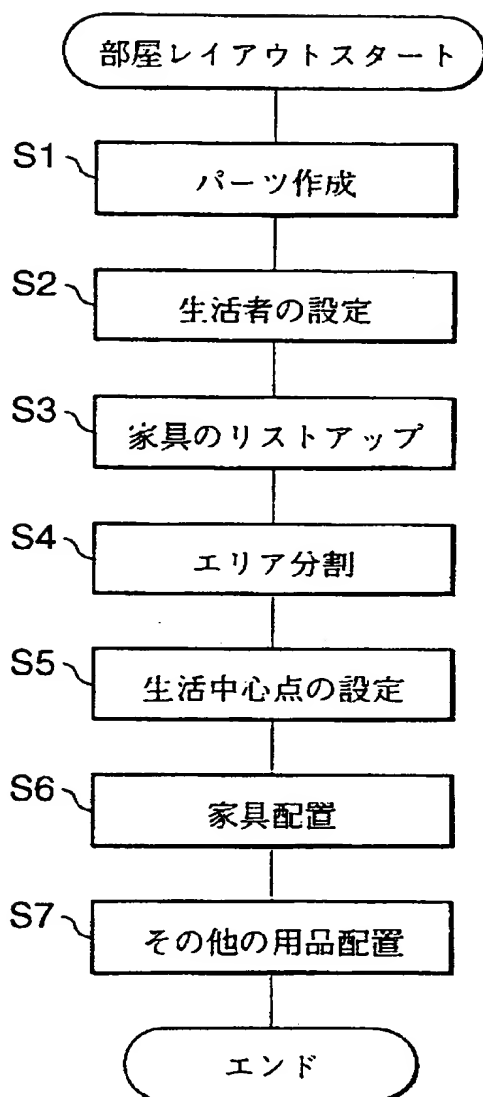 部屋レイアウトスタート
S1
パーツ作成
S2
生活者の設定
S3
家具のリストアップ
S4
エリア分割
S5
生活中心点の設定
S6
家具配置
S7
その他の用品配置
エンド